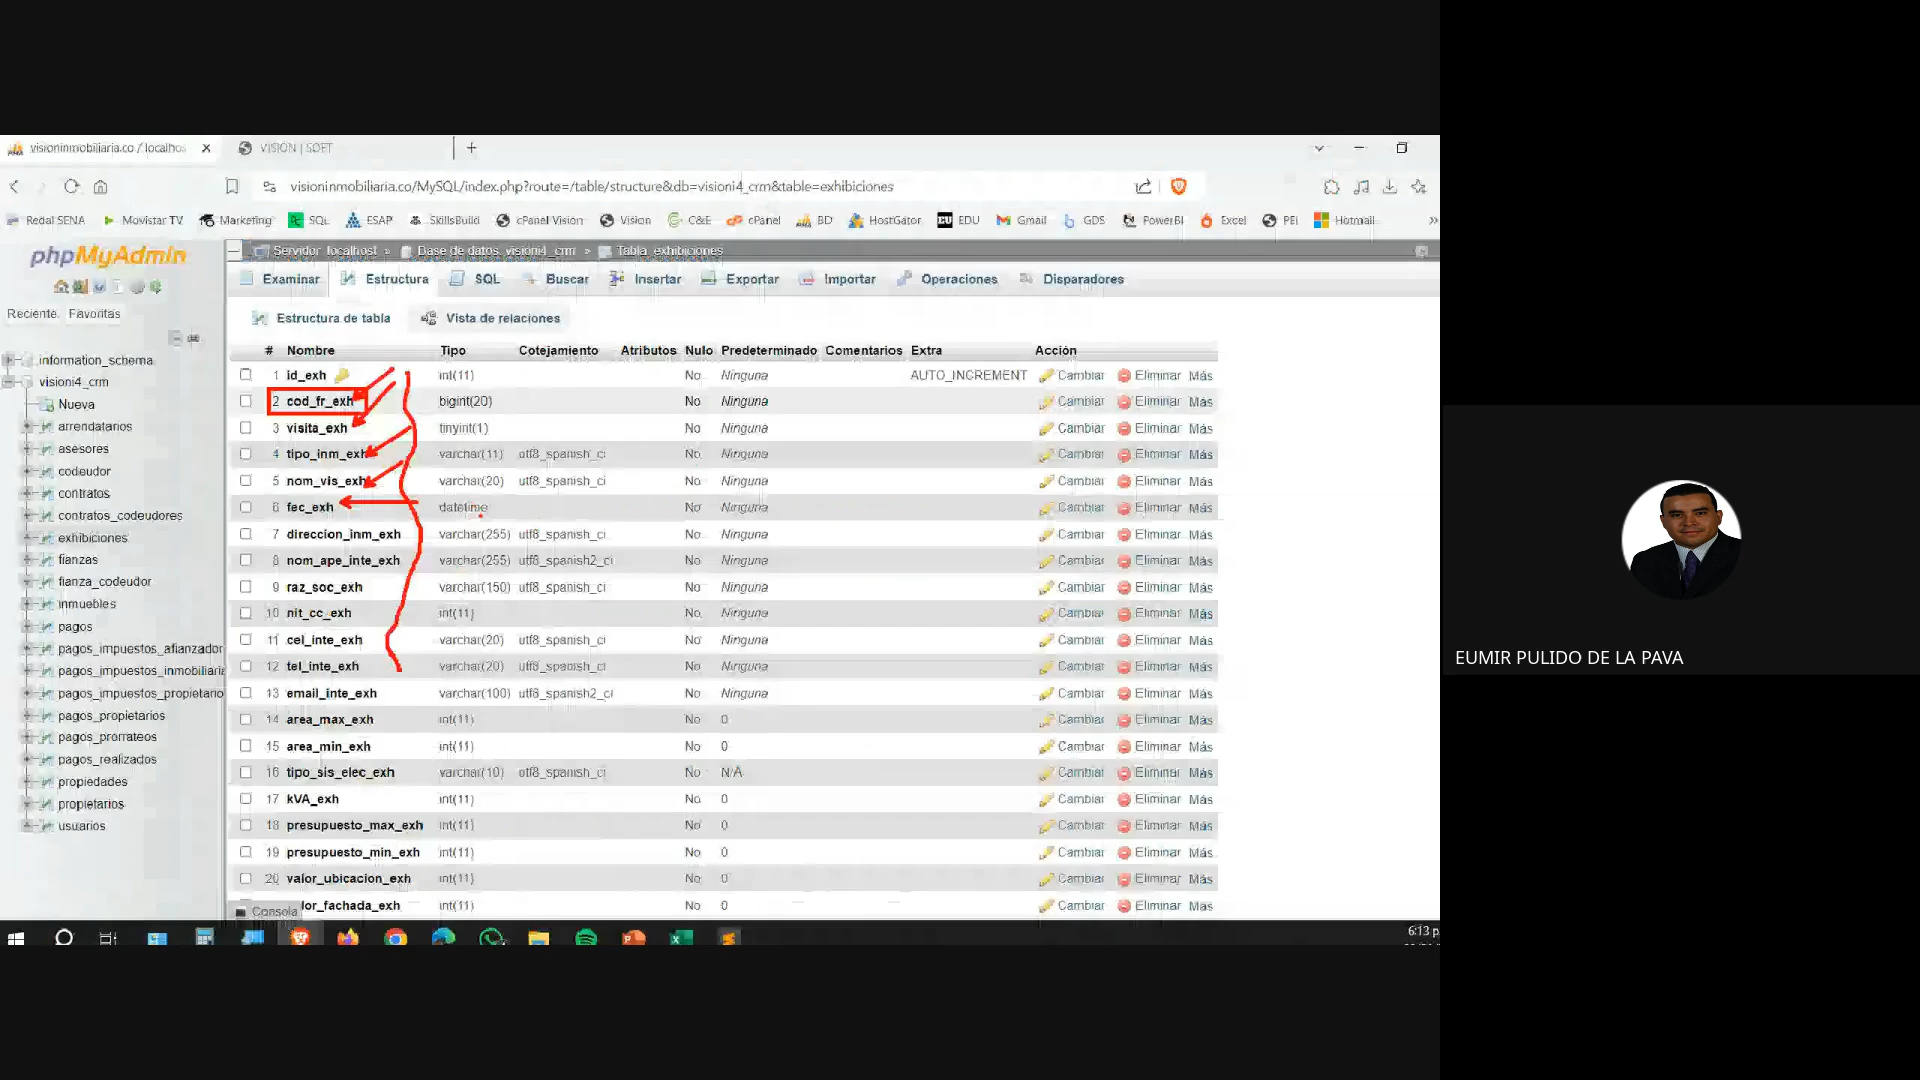 visioninmobiliaria.co / localhos
VISION | SOFT
visioninmobiliaria.co/MySQL/index.php?route=/table/structure&db=visioni4_crm&table=exhibiciones
Redal SENA Movistar TV Marketing SQL ESAP SkillsBuild cPanel Vision Vision C&E cPanel BD HostGator EDU Gmail GDS PowerBI Excel PEI Hotmail
phpMyAdmin
Reciente Favoritas
information_schema
visioni4_crm
Nueva
arrendatarios
asesores
codeudor
contratos
contratos_codeudores
exhibiciones
fianzas
fianza_codeudor
inmuebles
pagos
pagos_impuestos_afianzador
pagos_impuestos_inmobiliaria
pagos_impuestos_propietario
pagos_propietarios
pagos_prorrateos
pagos_realizados
propiedades
propietarios
usuarios
Servidor localhost » Base de datos visioni4_crm » Tabla exhibiciones
Examinar Estructura SQL Buscar Insertar Exportar Importar Operaciones Disparadores
Estructura de tabla Vista de relaciones
# Nombre Tipo Cotejamiento Atributos Nulo Predeterminado Comentarios Extra Acción
1 id_exh int(11) No Ninguna AUTO_INCREMENT Cambiar Eliminar Más
2 cod_fr_exh bigint(20) No Ninguna Cambiar Eliminar Más
3 visita_exh tinyint(1) No Ninguna Cambiar Eliminar Más
4 tipo_inm_exh varchar(11) utf8_spanish_ci No Ninguna Cambiar Eliminar Más
5 nom_vis_exh varchar(20) utf8_spanish_ci No Ninguna Cambiar Eliminar Más
6 fec_exh datetime No Ninguna Cambiar Eliminar Más
7 direccion_inm_exh varchar(255) utf8_spanish_ci No Ninguna Cambiar Eliminar Más
8 nom_ape_inte_exh varchar(255) utf8_spanish2_ci No Ninguna Cambiar Eliminar Más
9 raz_soc_exh varchar(150) utf8_spanish_ci No Ninguna Cambiar Eliminar Más
10 nit_cc_exh int(11) No Ninguna Cambiar Eliminar Más
11 cel_inte_exh varchar(20) utf8_spanish_ci No Ninguna Cambiar Eliminar Más
12 tel_inte_exh varchar(20) utf8_spanish_ci No Ninguna Cambiar Eliminar Más
13 email_inte_exh varchar(100) utf8_spanish2_ci No Ninguna Cambiar Eliminar Más
14 area_max_exh int(11) No 0 Cambiar Eliminar Más
15 area_min_exh int(11) No 0 Cambiar Eliminar Más
16 tipo_sis_elec_exh varchar(10) utf8_spanish_ci No N/A Cambiar Eliminar Más
17 kVA_exh int(11) No 0 Cambiar Eliminar Más
18 presupuesto_max_exh int(11) No 0 Cambiar Eliminar Más
19 presupuesto_min_exh int(11) No 0 Cambiar Eliminar Más
20 valor_ubicacion_exh int(11) No 0 Cambiar Eliminar Más
lor_fachada_exh int(11) No 0 Cambiar Eliminar Más
Consola
6:13 p
EUMIR PULIDO DE LA PAVA